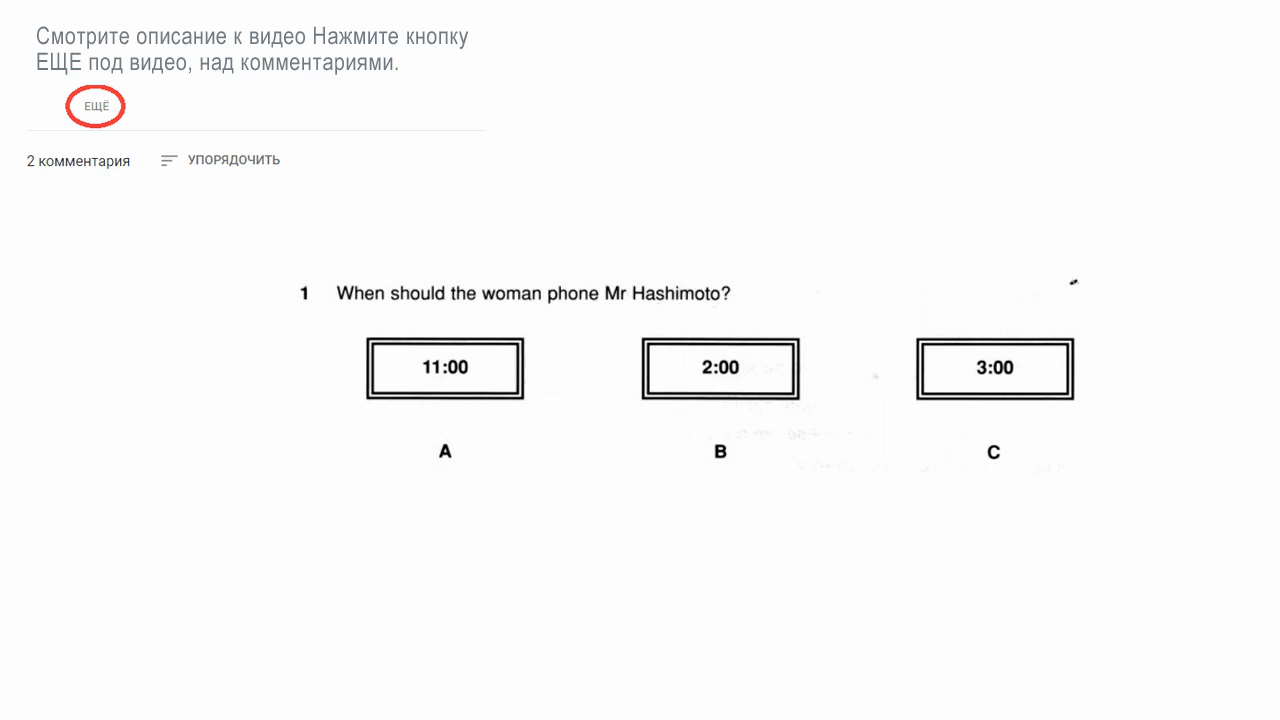 Смотрите описание к видео Нажмите кнопку
ЕЩЕ под видео, над комментариями.
ЕЩЁ
2 комментария УПОРЯДОЧИТЬ
1 When should the woman phone Mr Hashimoto?
11:00 2:00 3:00
A B C